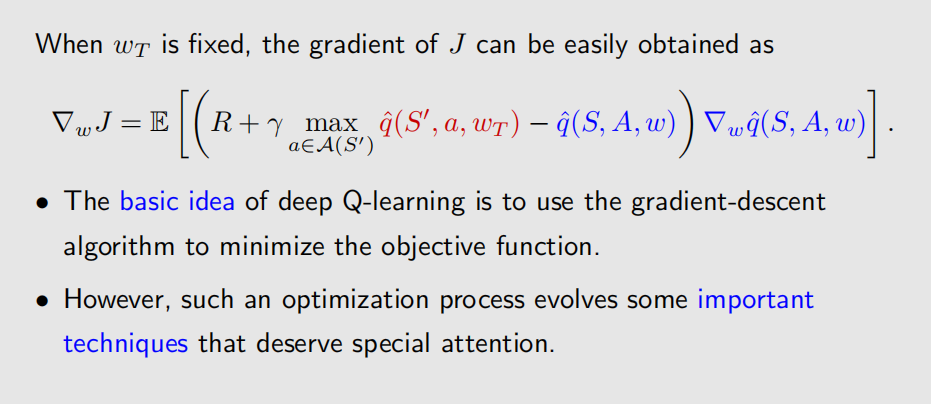 When $w_T$ is fixed, the gradient of $J$ can be easily obtained as
$$\nabla_w J = \mathbb{E}\left[\left(R + \gamma \max_{a \in \mathcal{A}(S')} \hat{q}(S', a, w_T) - \hat{q}(S, A, w)\right) \nabla_w \hat{q}(S, A, w)\right].$$
• The basic idea of deep Q-learning is to use the gradient-descent
algorithm to minimize the objective function.
• However, such an optimization process evolves some important
techniques that deserve special attention.